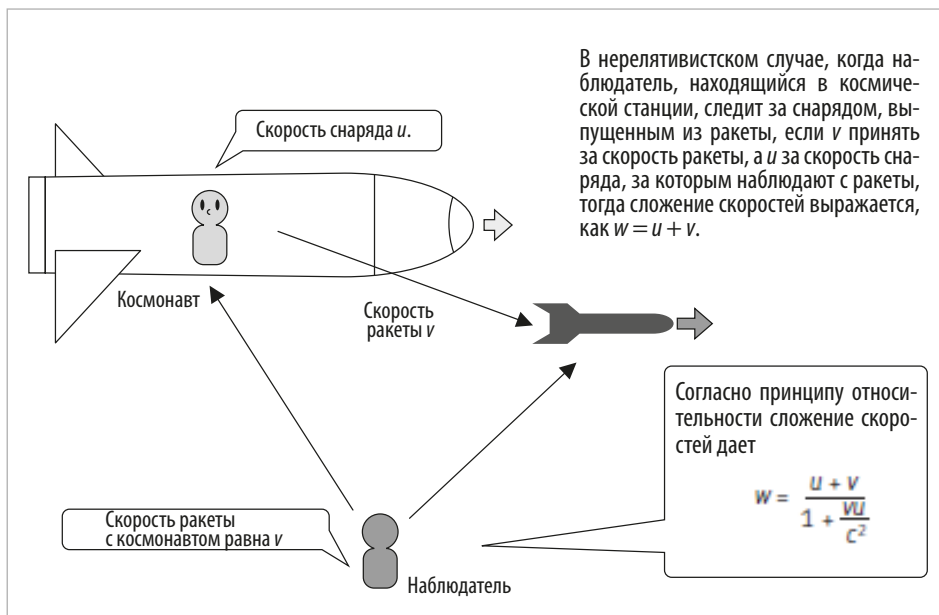 В нерелятивистском случае, когда на-
блюдатель, находящийся в космиче-
ской станции, следит за снарядом, вы-
пущенным из ракеты, если v принять
за скорость ракеты, а u за скорость сна-
ряда, за которым наблюдают с ракеты,
тогда сложение скоростей выражается,
как w = u + v.
Скорость снаряда u.
Космонавт
Скорость
ракеты v
Согласно принципу относи-
тельности сложение скоро-
стей дает
w = (u + v) / (1 + vu/c²)
Скорость ракеты
с космонавтом равна v
Наблюдатель